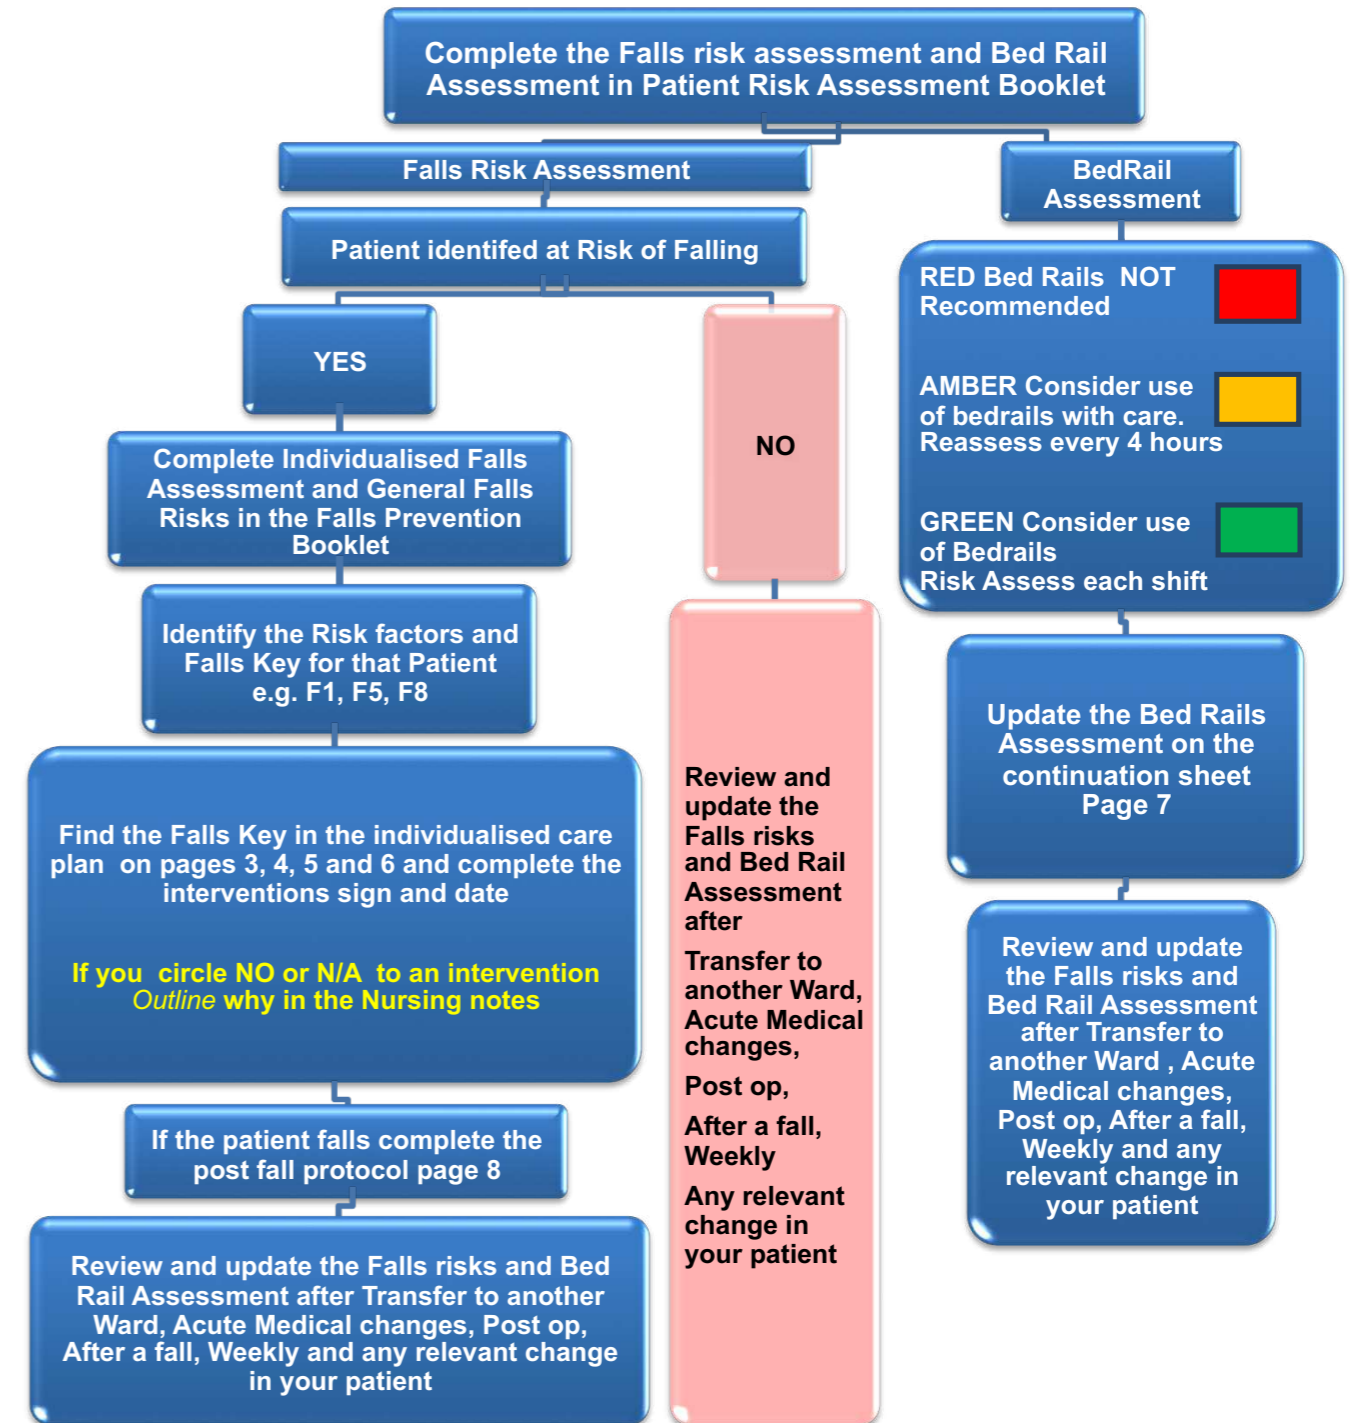 Complete the Falls risk assessment and Bed Rail
Assessment in Patient Risk Assessment Booklet
Falls Risk Assessment
Patient identifed at Risk of Falling
YES
Complete Individualised Falls
Assessment and General Falls
Risks in the Falls Prevention
Booklet
Identify the Risk factors and
Falls Key for that Patient
e.g. F1, F5, F8
Find the Falls Key in the individualised care
plan on pages 3, 4, 5 and 6 and complete the
interventions sign and date
If you circle NO or N/A to an intervention
Outline why in the Nursing notes
If the patient falls complete the
post fall protocol page 8
Review and update the Falls risks and Bed
Rail Assessment after Transfer to another
Ward, Acute Medical changes, Post op,
After a fall, Weekly and any relevant change
in your patient
NO
Review and
update the
Falls risks
and Bed Rail
Assessment
after
Transfer to
another Ward,
Acute Medical
changes,
Post op,
After a fall,
Weekly
Any relevant
change in
your patient
BedRail
Assessment
RED Bed Rails NOT
Recommended
AMBER Consider use
of bedrails with care.
Reassess every 4 hours
GREEN Consider use
of Bedrails
Risk Assess each shift
Update the Bed Rails
Assessment on the
continuation sheet
Page 7
Review and update
the Falls risks and
Bed Rail Assessment
after Transfer to
another Ward , Acute
Medical changes,
Post op, After a fall,
Weekly and any
relevant change in
your patient